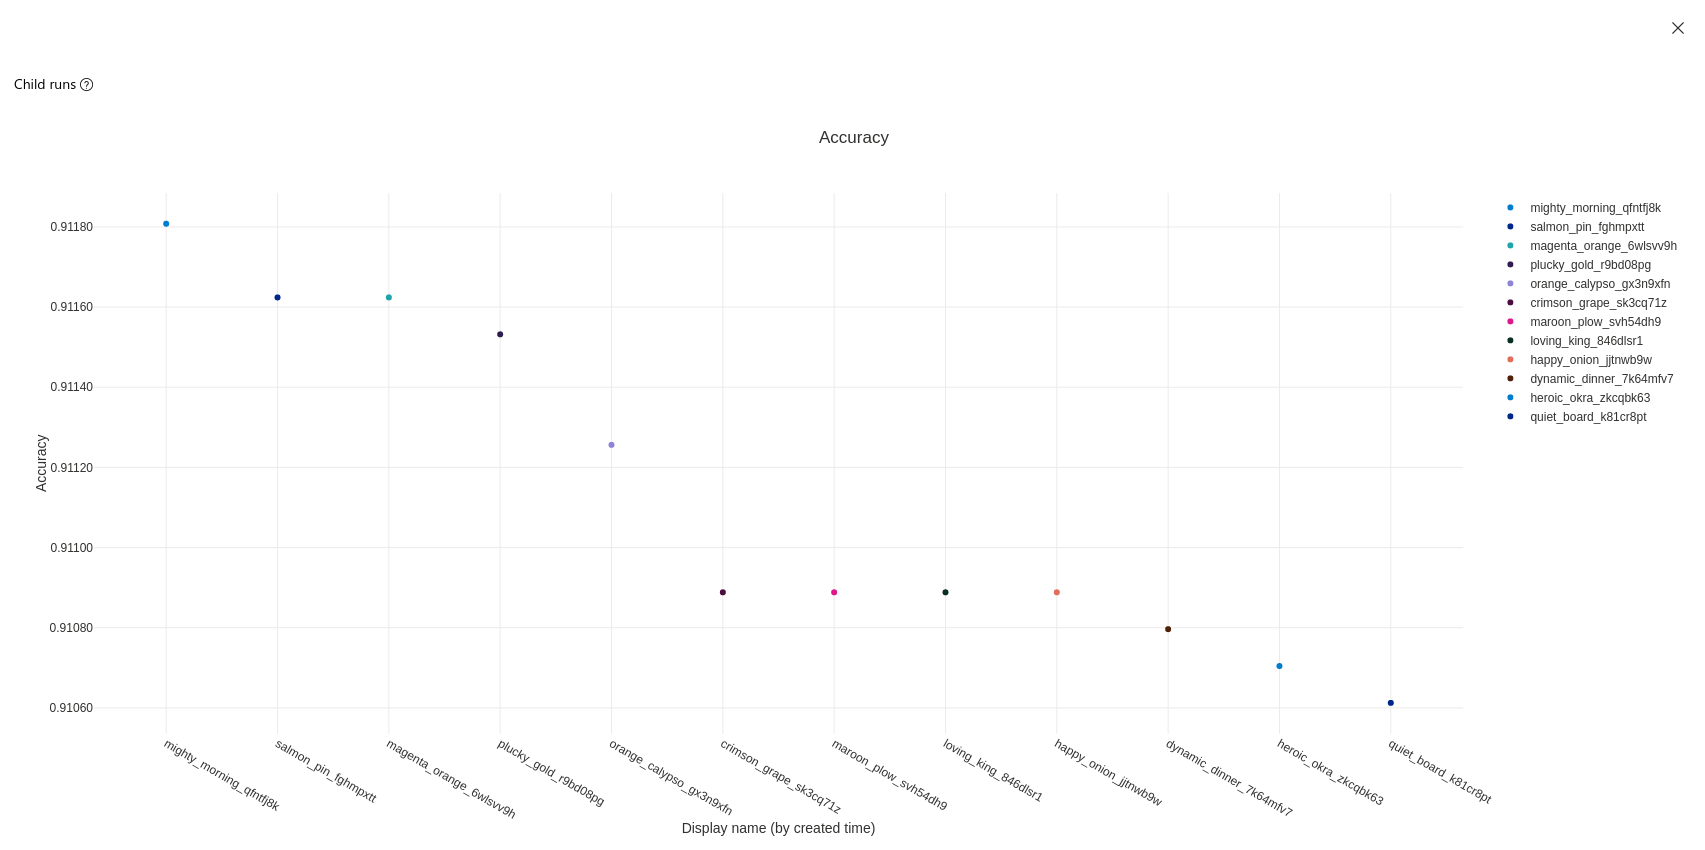 Child runs
Accuracy
0.91180
0.91160
0.91140
0.91120
0.91100
0.91080
0.91060
Accuracy
mighty_morning_qfntfj8k
salmon_pin_fghmpxtt
magenta_orange_6wlsvv9h
plucky_gold_r9bd08pg
orange_calypso_gx3n9xfn
crimson_grape_sk3cq71z
maroon_plow_svh54dh9
loving_king_846dlsr1
happy_onion_jjtnwb9w
dynamic_dinner_7k64mfv7
heroic_okra_zkcqbk63
quiet_board_k81cr8pt
Display name (by created time)
mighty_morning_qfntfj8k
salmon_pin_fghmpxtt
magenta_orange_6wlsvv9h
plucky_gold_r9bd08pg
orange_calypso_gx3n9xfn
crimson_grape_sk3cq71z
maroon_plow_svh54dh9
loving_king_846dlsr1
happy_onion_jjtnwb9w
dynamic_dinner_7k64mfv7
heroic_okra_zkcqbk63
quiet_board_k81cr8pt